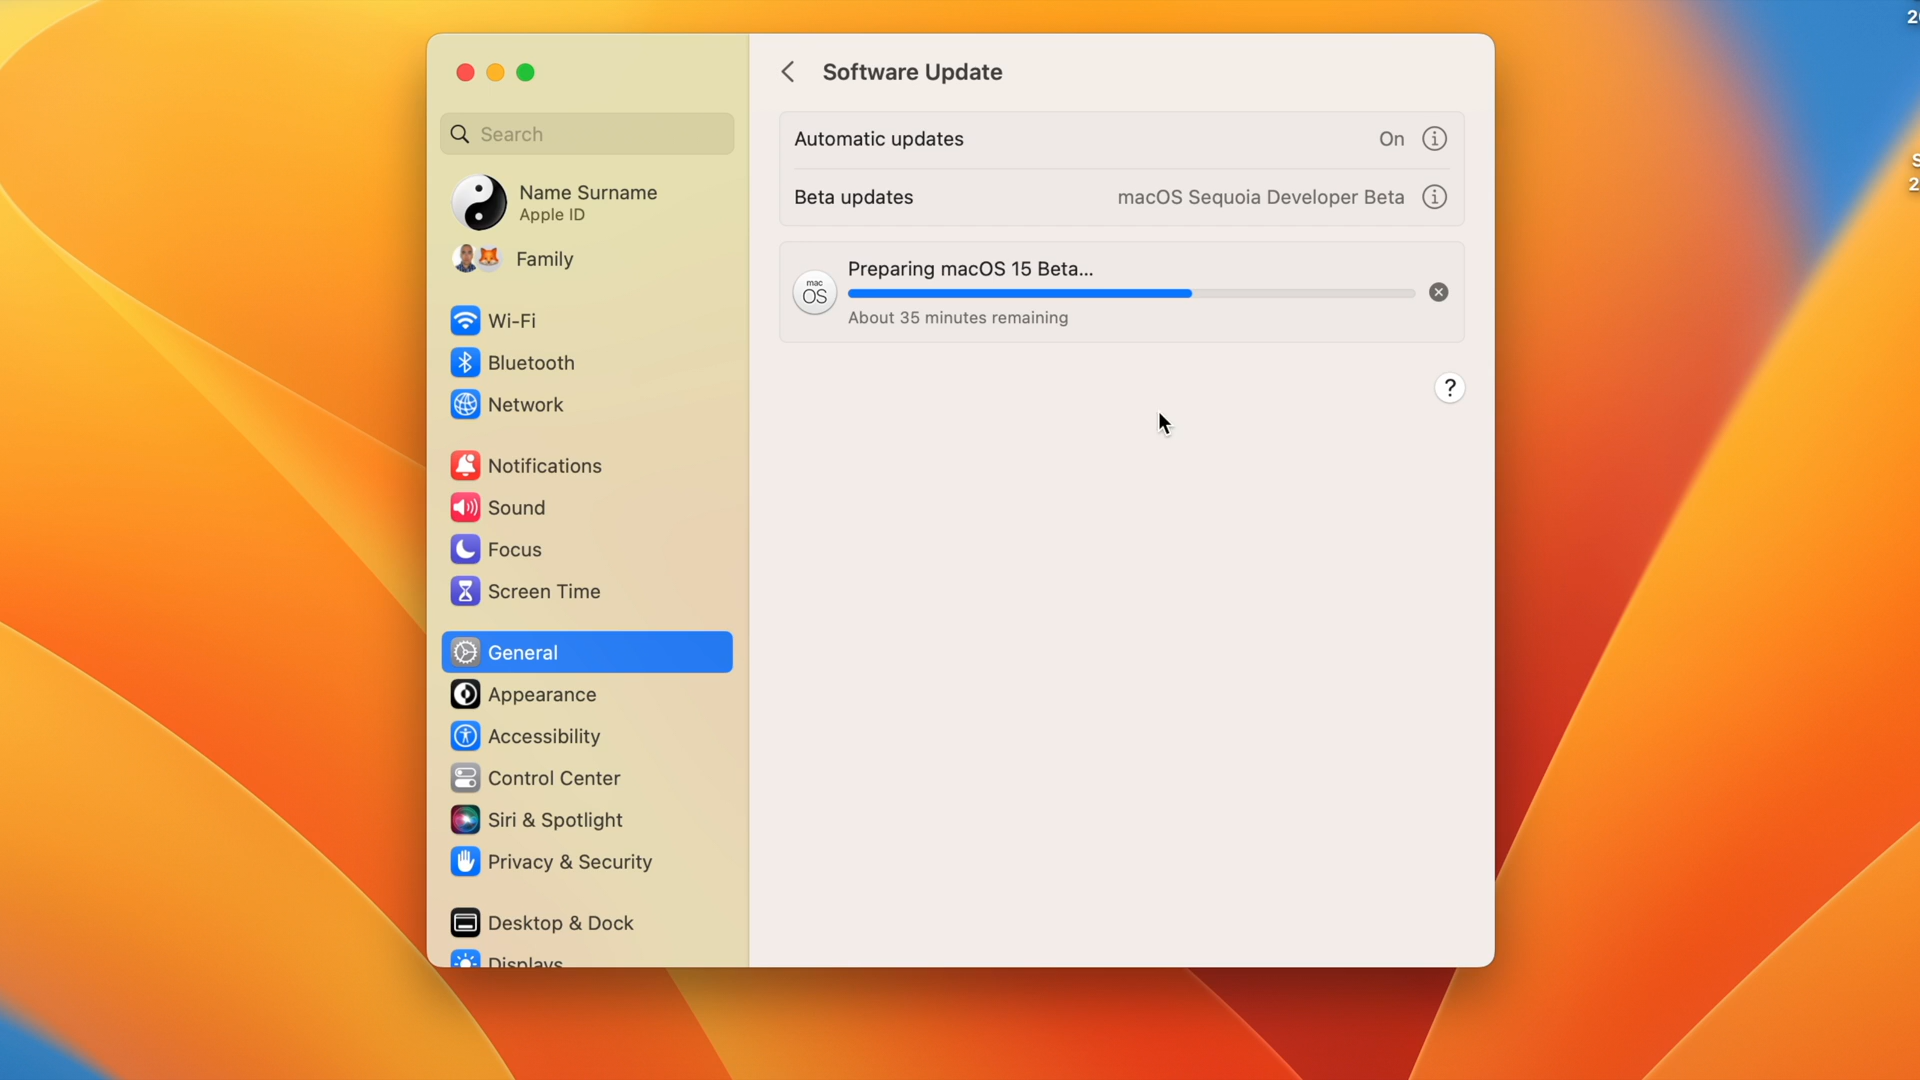 Software Update
Search
Name Surname
Apple ID
Family
Wi-Fi
Bluetooth
Network
Notifications
Sound
Focus
Screen Time
General
Appearance
Accessibility
Control Center
Siri & Spotlight
Privacy & Security
Desktop & Dock
Displays
Automatic updates On
Beta updates macOS Sequoia Developer Beta
mac
OS
Preparing macOS 15 Beta...
About 35 minutes remaining
?